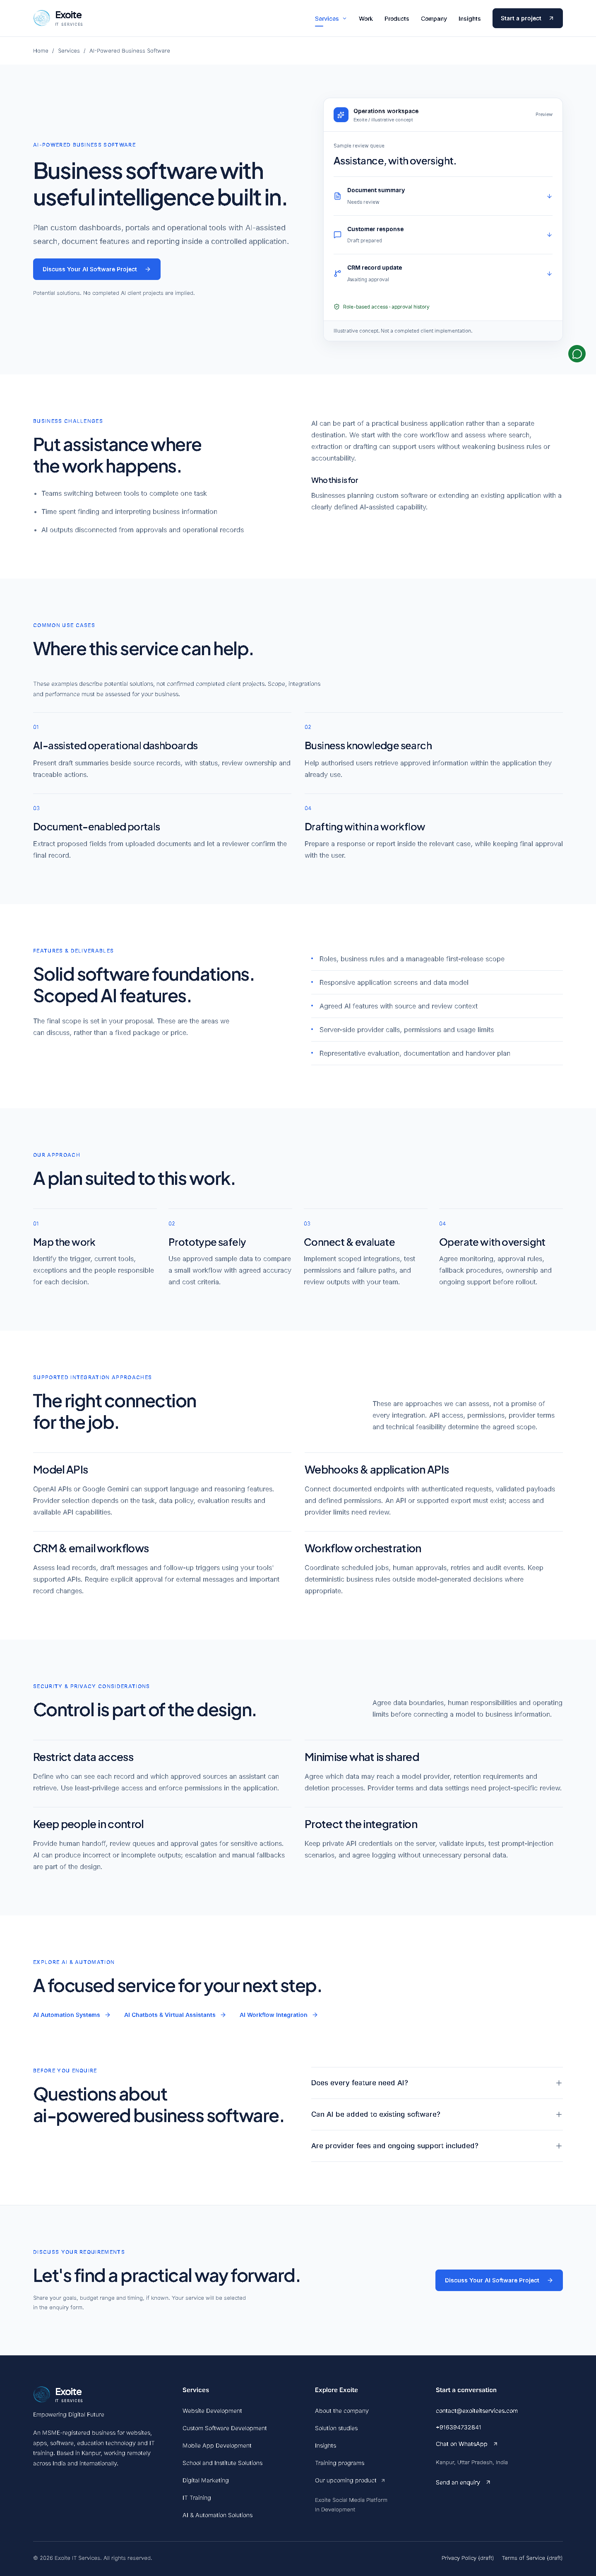 Exoite
IT SERVICES
Services
Work
Products
Company
Insights
Start a project
Home / Services / AI-Powered Business Software
AI-POWERED BUSINESS SOFTWARE
Business software with
useful intelligence built in.
Plan custom dashboards, portals and operational tools with AI-assisted
search, document features and reporting inside a controlled application.
Discuss Your AI Software Project
Potential solutions. No completed AI client projects are implied.
Operations workspace
Exoite / Illustrative concept
Preview
Sample review queue
Assistance, with oversight.
Document summary
Needs review
Customer response
Draft prepared
CRM record update
Awaiting approval
Role-based access · approval history
Illustrative concept. Not a completed client implementation.
BUSINESS CHALLENGES
Put assistance where
the work happens.
Teams switching between tools to complete one task
Time spent finding and interpreting business information
AI outputs disconnected from approvals and operational records
AI can be part of a practical business application rather than a separate
destination. We start with the core workflow and assess where search,
extraction or drafting can support users without weakening business rules or
accountability.
Who this is for
Businesses planning custom software or extending an existing application with a
clearly defined AI-assisted capability.
COMMON USE CASES
Where this service can help.
These examples describe potential solutions, not confirmed completed client projects. Scope, integrations
and performance must be assessed for your business.
01
AI-assisted operational dashboards
Present draft summaries beside source records, with status, review ownership and
traceable actions.
02
Business knowledge search
Help authorised users retrieve approved information within the application they
already use.
03
Document-enabled portals
Extract proposed fields from uploaded documents and let a reviewer confirm the
final record.
04
Drafting within a workflow
Prepare a response or report inside the relevant case, while keeping final approval
with the user.
FEATURES & DELIVERABLES
Solid software foundations.
Scoped AI features.
The final scope is set in your proposal. These are the areas we
can discuss, rather than a fixed package or price.
Roles, business rules and a manageable first-release scope
Responsive application screens and data model
Agreed AI features with source and review context
Server-side provider calls, permissions and usage limits
Representative evaluation, documentation and handover plan
OUR APPROACH
A plan suited to this work.
01
Map the work
Identify the trigger, current tools,
exceptions and the people responsible
for each decision.
02
Prototype safely
Use approved sample data to compare
a small workflow with agreed accuracy
and cost criteria.
03
Connect & evaluate
Implement scoped integrations, test
permissions and failure paths, and
review outputs with your team.
04
Operate with oversight
Agree monitoring, approval rules,
fallback procedures, ownership and
ongoing support before rollout.
SUPPORTED INTEGRATION APPROACHES
The right connection
for the job.
These are approaches we can assess, not a promise of
every integration. API access, permissions, provider terms
and technical feasibility determine the agreed scope.
Model APIs
OpenAI APIs or Google Gemini can support language and reasoning features.
Provider selection depends on the task, data policy, evaluation results and
available API capabilities.
Webhooks & application APIs
Connect documented endpoints with authenticated requests, validated payloads
and defined permissions. An API or supported export must exist; access and
provider limits need review.
CRM & email workflows
Assess lead records, draft messages and follow-up triggers using your tools'
supported APIs. Require explicit approval for external messages and important
record changes.
Workflow orchestration
Coordinate scheduled jobs, human approvals, retries and audit events. Keep
deterministic business rules outside model-generated decisions where
appropriate.
SECURITY & PRIVACY CONSIDERATIONS
Control is part of the design.
Agree data boundaries, human responsibilities and operating
limits before connecting a model to business information.
Restrict data access
Define who can see each record and which approved sources an assistant can
retrieve. Use least-privilege access and enforce permissions in the application.
Minimise what is shared
Agree which data may reach a model provider, retention requirements and
deletion processes. Provider terms and data settings need project-specific review.
Keep people in control
Provide human handoff, review queues and approval gates for sensitive actions.
AI can produce incorrect or incomplete outputs; escalation and manual fallbacks
are part of the design.
Protect the integration
Keep private API credentials on the server, validate inputs, test prompt-injection
scenarios, and agree logging without unnecessary personal data.
EXPLORE AI & AUTOMATION
A focused service for your next step.
AI Automation Systems
AI Chatbots & Virtual Assistants
AI Workflow Integration
BEFORE YOU ENQUIRE
Questions about
ai-powered business software.
Does every feature need AI?
Can AI be added to existing software?
Are provider fees and ongoing support included?
DISCUSS YOUR REQUIREMENTS
Let's find a practical way forward.
Share your goals, budget range and timing, if known. Your service will be selected
in the enquiry form.
Discuss Your AI Software Project
Exoite
IT SERVICES
Empowering Digital Future
An MSME-registered business for websites,
apps, software, education technology and IT
training. Based in Kanpur, working remotely
across India and internationally.
Services
Website Development
Custom Software Development
Mobile App Development
School and Institute Solutions
Digital Marketing
IT Training
AI & Automation Solutions
Explore Exoite
About the company
Solution studies
Insights
Training programs
Our upcoming product
Exoite Social Media Platform
In Development
Start a conversation
contact@exoiteitservices.com
+916394732841
Chat on WhatsApp
Kanpur, Uttar Pradesh, India
Send an enquiry
© 2026 Exoite IT Services. All rights reserved.
Privacy Policy (draft)
Terms of Service (draft)